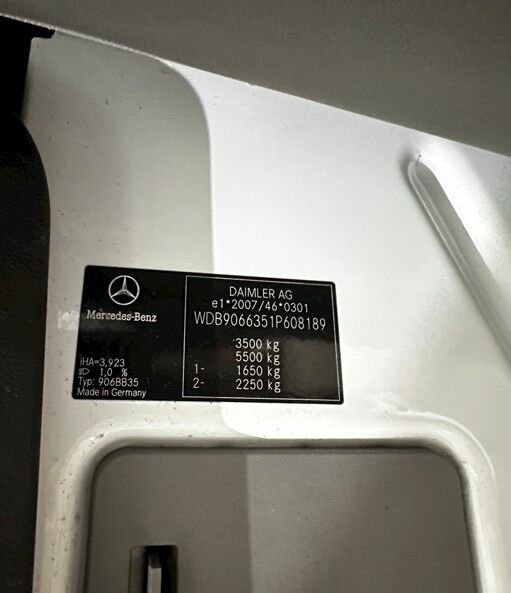 Mercedes-Benz
iHA=3,923
1,0 %
Typ: 906BB35
Made in Germany
DAIMLER AG
e1*2007/46*0301
WDB9066351P608189
3500 kg
5500 kg
1- 1650 kg
2- 2250 kg